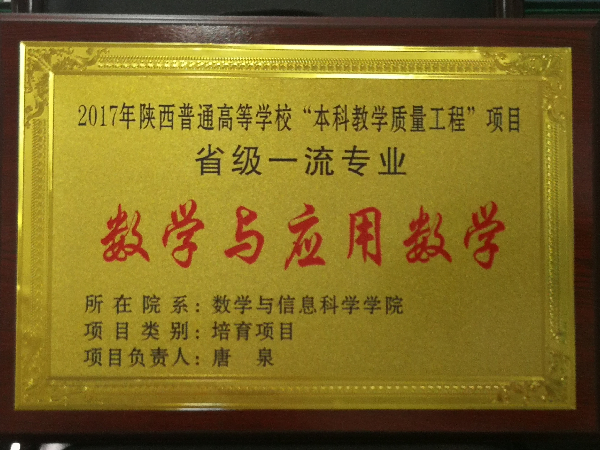 2017年陕西普通高等学校“本科教学质量工程”项目
省级一流专业
数学与应用数学
所在院系：数学与信息科学学院
项目类别：培育项目
项目负责人：唐 泉